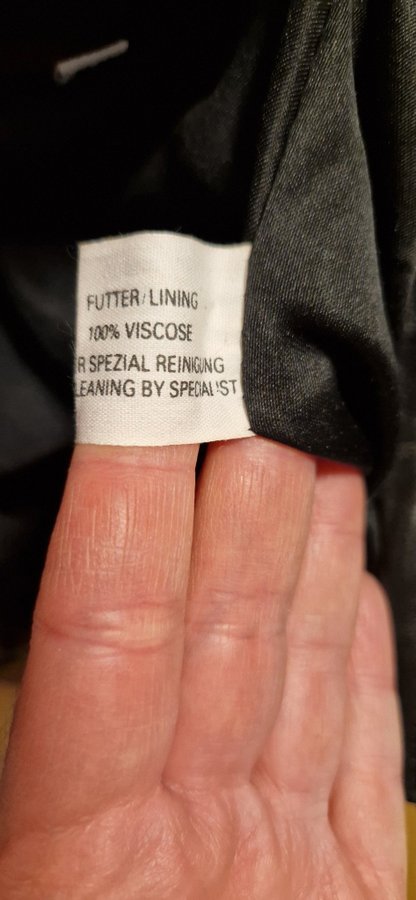 FUTTER/LINING
100% VISCOSE
R SPEZIAL REINIGUNG
LEANING BY SPECIALIST